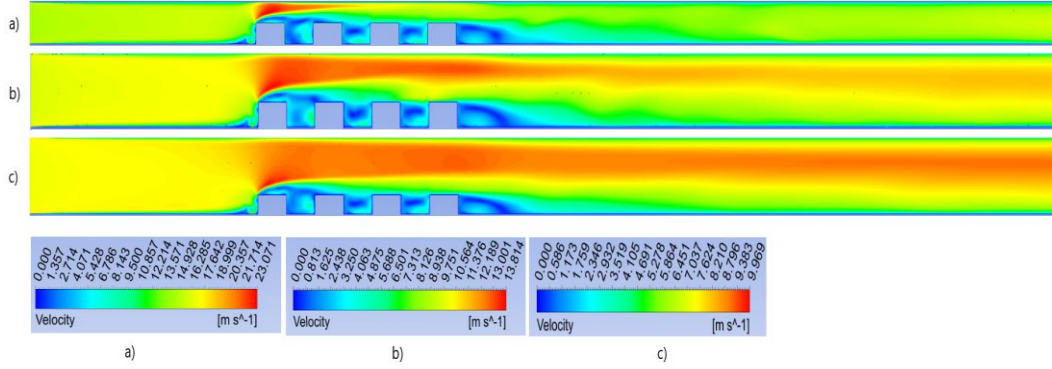 a)
b)
c)
0.000 1.357 2.714 4.071 5.428 6.786 8.143 9.500 10.857 12.214 13.571 14.928 16.285 17.642 18.999 20.357 21.714 23.071
Velocity [m s^-1]
0.000 0.813 1.625 2.438 3.250 4.063 4.875 5.688 6.501 7.313 8.126 8.938 9.751 10.564 11.376 12.189 13.001 13.814
Velocity [m s^-1]
0.000 0.586 1.173 1.759 2.346 2.932 3.519 4.105 4.691 5.278 5.864 6.451 7.037 7.624 8.210 8.796 9.383 9.969
Velocity [m s^-1]
a) b) c)